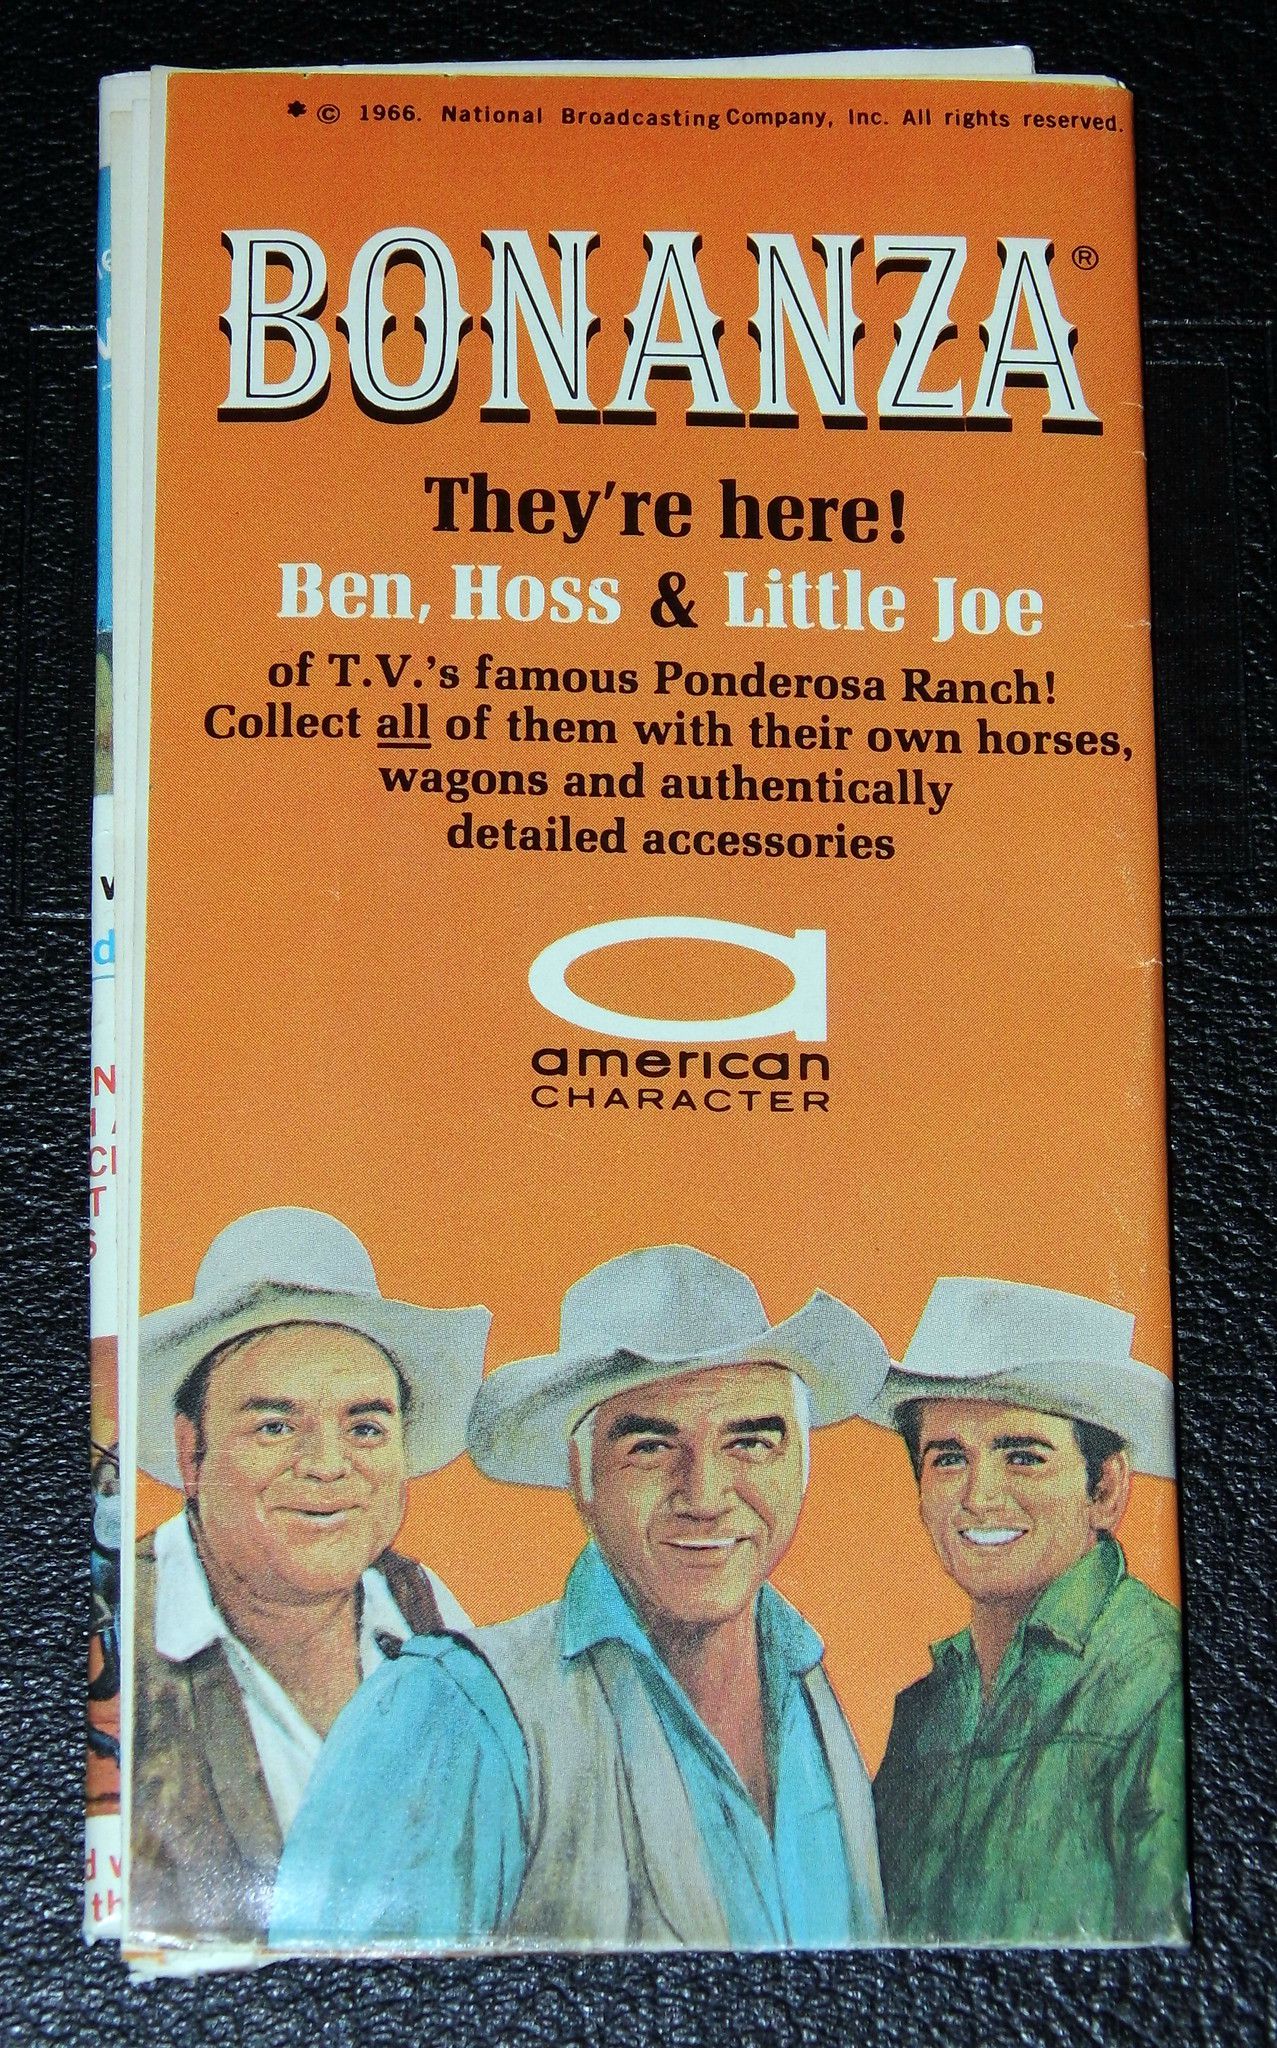 * © 1966. National Broadcasting Company, Inc. All rights reserved.
BONANZA®
They're here!
Ben, Hoss & Little Joe
of T.V.'s famous Ponderosa Ranch!
Collect all of them with their own horses,
wagons and authentically
detailed accessories
a
american
CHARACTER